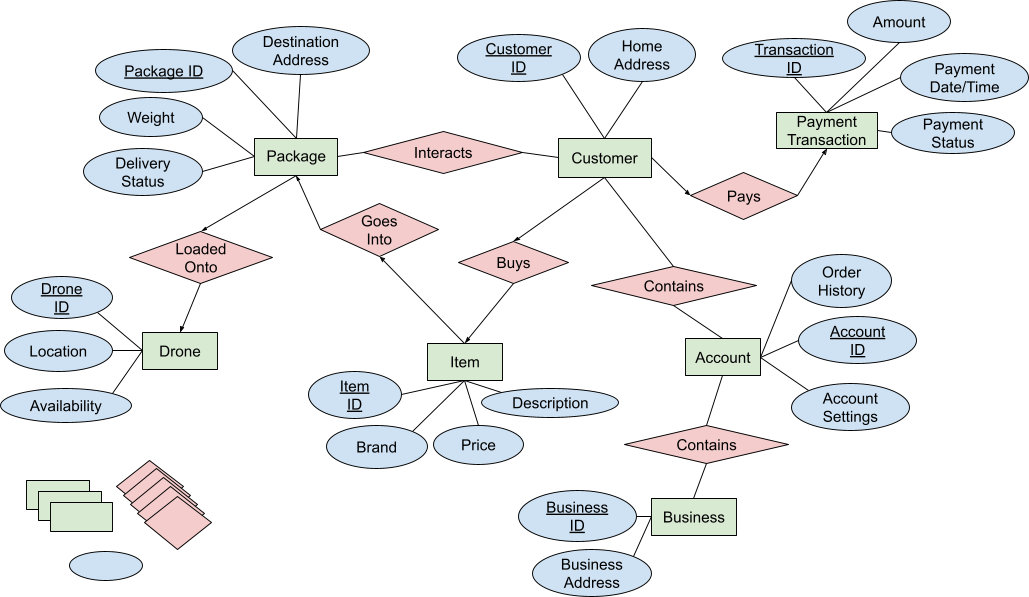 Destination
Address
Package ID
Weight
Delivery
Status
Package
Interacts
Customer
ID
Home
Address
Customer
Amount
Transaction
ID
Payment
Date/Time
Payment
Transaction
Payment
Status
Pays
Loaded
Onto
Goes
Into
Buys
Contains
Drone
ID
Location
Availability
Drone
Item
Item
ID
Brand
Price
Description
Order
History
Account
Account
ID
Account
Settings
Contains
Business
ID
Business
Business
Address